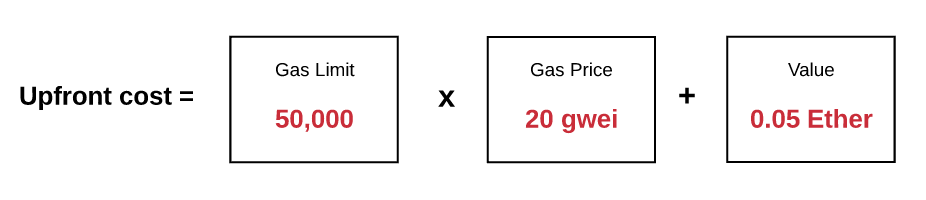 Upfront cost =
Gas Limit
50,000
x
Gas Price
20 gwei
+
Value
0.05 Ether